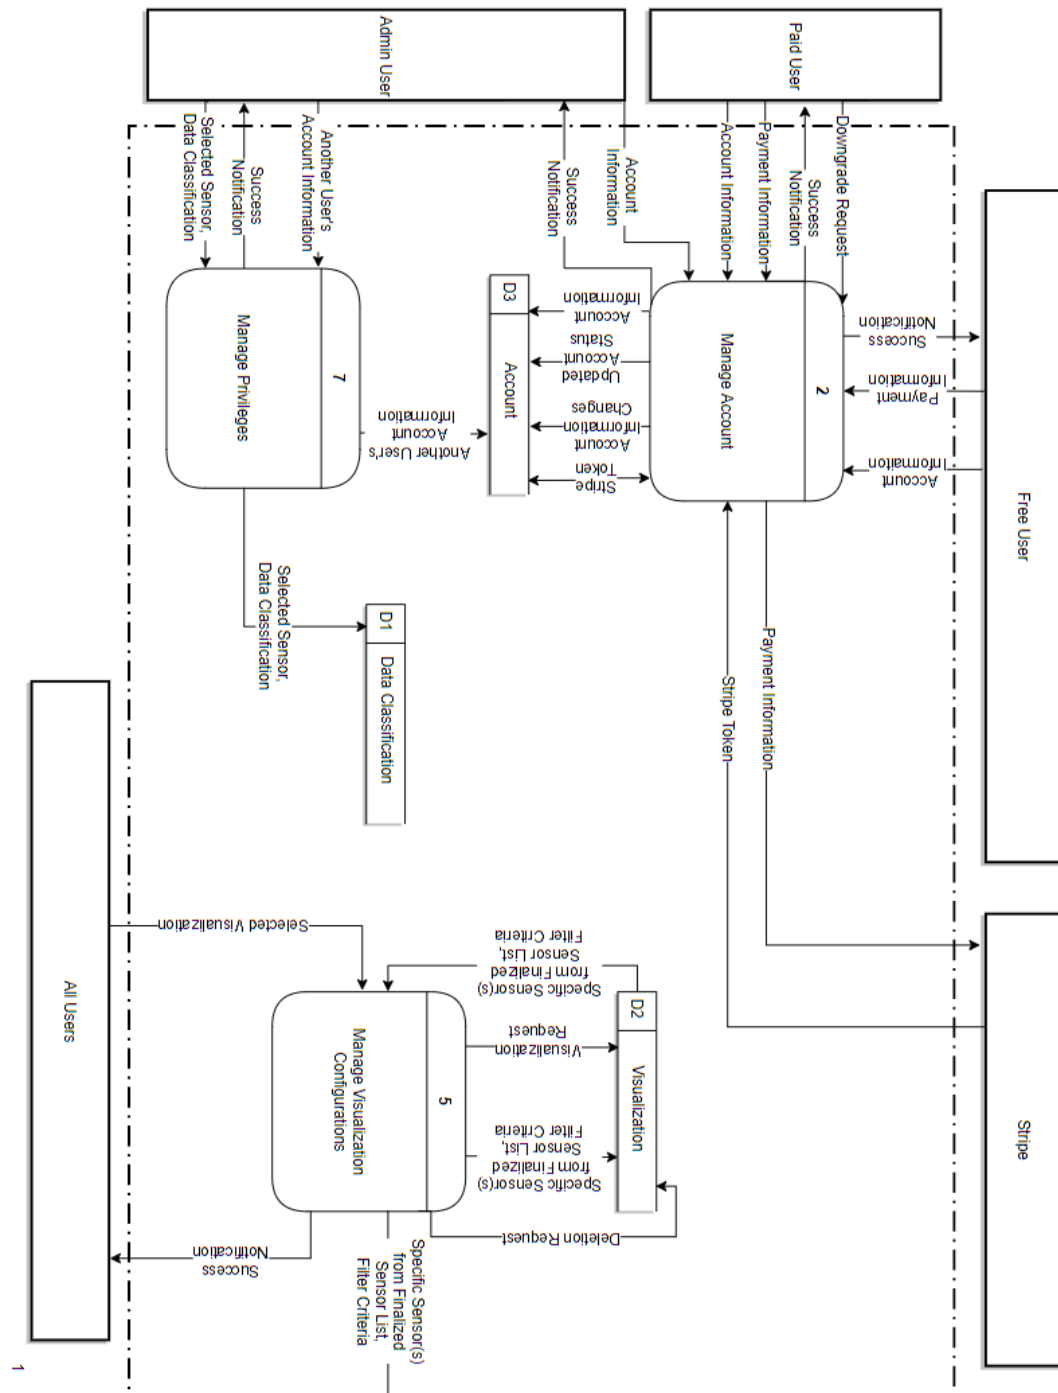 Admin User
Paid User
Free User
Stripe
All Users
Selected Sensor,
Data Classification
Success
Notification
Another User's
Account Information
Success
Notification
Account
Information
Account Information
Payment Information
Success
Notification
Downgrade Request
Success
Notification
Payment
Information
Account
Informaiton
2
Manage Account
D3
Account
Account
Information
Updated
Account
Status
Account
Information
Changes
Stripe
Token
7
Manage Privileges
Another User's
Account
Information
Selected Sensor,
Data Classification
D1
Data Classification
Payment Information
Stripe Token
Selected Visualization
5
Manage Visualization
Configurations
D2
Visualization
Specific Sensor(s)
from Finalized
Sensor List,
Filter Criteria
Visualization
Request
Specific Sensor(s)
from Finalized
Sensor List,
Filter Criteria
Deletion Request
Success
Notification
Specific Sensor(s)
from Finalized
Sensor List,
Filter Criteria
1